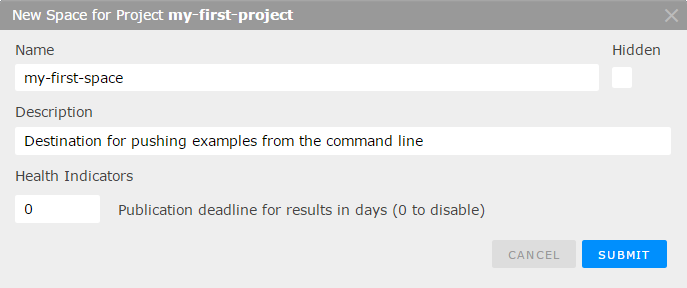 New Space for Project my-first-project
Name
Hidden
my-first-space
Description
Destination for pushing examples from the command line
Health Indicators
0
Publication deadline for results in days (0 to disable)
CANCEL
SUBMIT